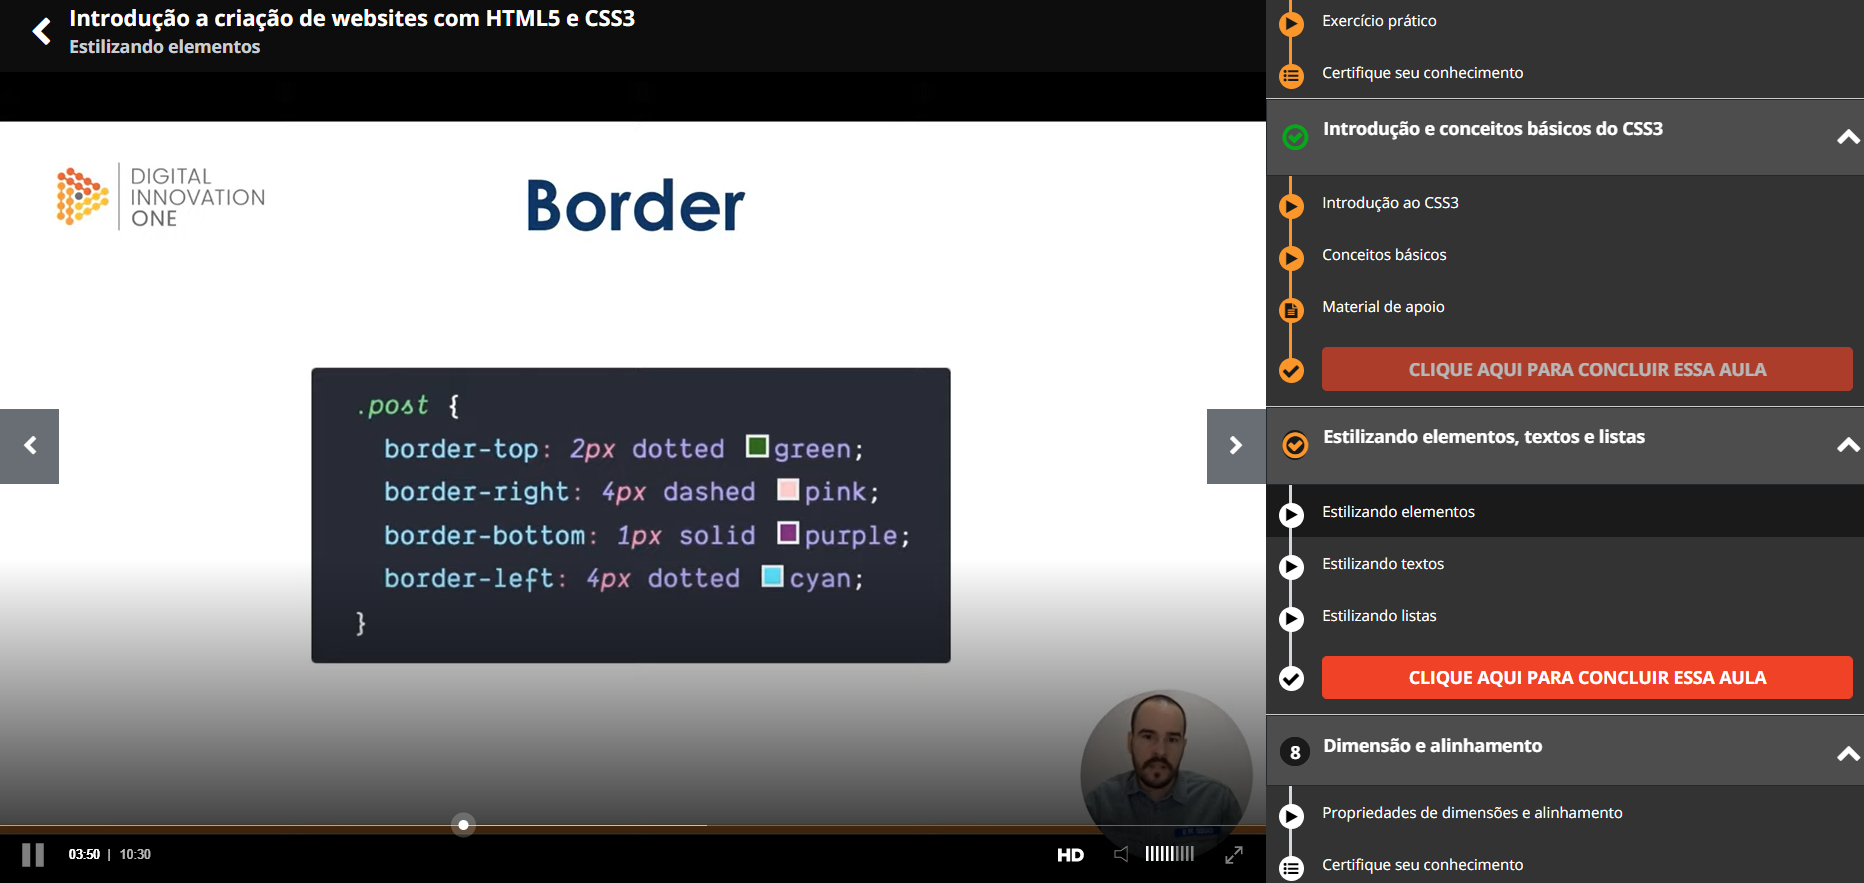 Introdução a criação de websites com HTML5 e CSS3
Estilizando elementos
DIGITAL
INNOVATION
ONE
Border
.post {
border-top: 2px dotted green;
border-right: 4px dashed pink;
border-bottom: 1px solid purple;
border-left: 4px dotted cyan;
}
03:50 | 10:30
HD
Exercício prático
Certifique seu conhecimento
Introdução e conceitos básicos do CSS3
Introdução ao CSS3
Conceitos básicos
Material de apoio
CLIQUE AQUI PARA CONCLUIR ESSA AULA
Estilizando elementos, textos e listas
Estilizando elementos
Estilizando textos
Estilizando listas
CLIQUE AQUI PARA CONCLUIR ESSA AULA
8 Dimensão e alinhamento
Propriedades de dimensões e alinhamento
Certifique seu conhecimento